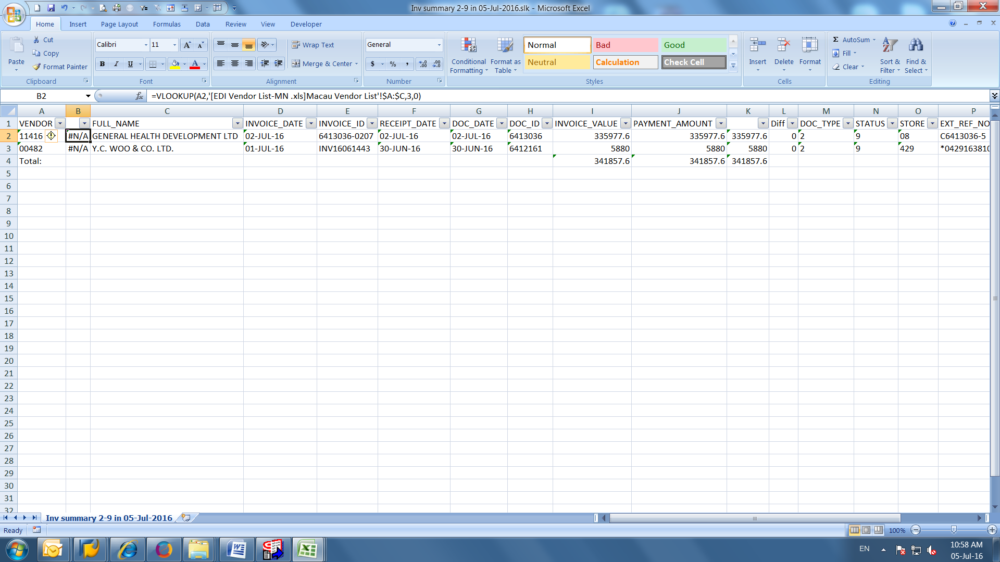 Inv summary 2-9 in 05-Jul-2016.slk - Microsoft Excel
Home Insert Page Layout Formulas Data Review View Developer
Paste Cut Copy Format Painter Clipboard
Calibri 11 B I U A Font
Wrap Text Merge & Center Alignment
General $ % , Number
Conditional Formatting Format as Table
Normal Bad Good
Neutral Calculation Check Cell
Styles
Insert Delete Format Cells
Σ AutoSum Fill Clear Sort & Filter Find & Select Editing
B2 fx =VLOOKUP(A2,'[EDI Vendor List-MN .xls]Macau Vendor List'!$A:$C,3,0)
A B C D E F G H I J K L M N O P
1 VENDOR FULL_NAME INVOICE_DATE INVOICE_ID RECEIPT_DATE DOC_DATE DOC_ID INVOICE_VALUE PAYMENT_AMOUNT Diff DOC_TYPE STATUS STORE EXT_REF_NO
2 11416 #N/A GENERAL HEALTH DEVELOPMENT LTD 02-JUL-16 6413036-0207 02-JUL-16 02-JUL-16 6413036 335977.6 335977.6 335977.6 0 2 9 08 C6413036-5
3 00482 #N/A Y.C. WOO & CO. LTD. 01-JUL-16 INV16061443 30-JUN-16 30-JUN-16 6412161 5880 5880 5880 0 2 9 429 *0429163810
4 Total: 341857.6 341857.6 341857.6
5
6
7
8
9
10
11
12
13
14
15
16
17
18
19
20
21
22
23
24
25
26
27
28
29
30
31
32
Inv summary 2-9 in 05-Jul-2016
Ready 100%
EN 10:58 AM
05-Jul-16